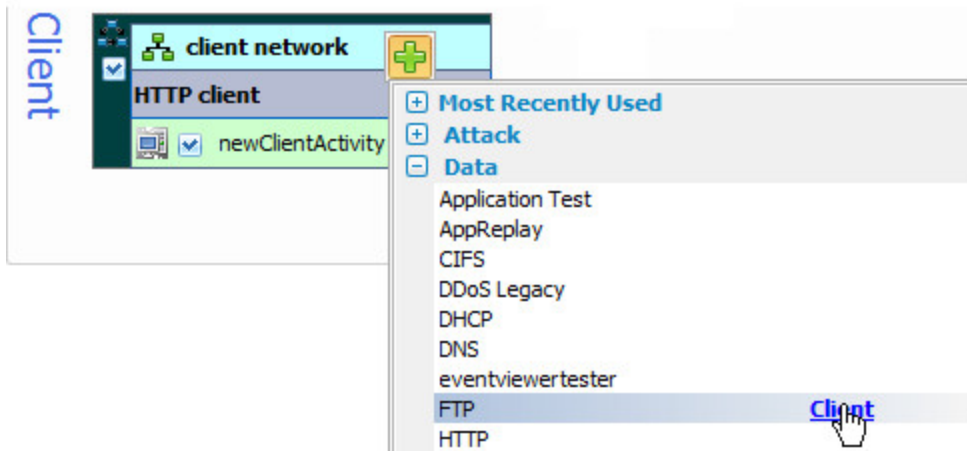 Client
client network
HTTP client
newClientActivity
Most Recently Used
Attack
Data
Application Test
AppReplay
CIFS
DDoS Legacy
DHCP
DNS
eventviewertester
FTP Client
HTTP